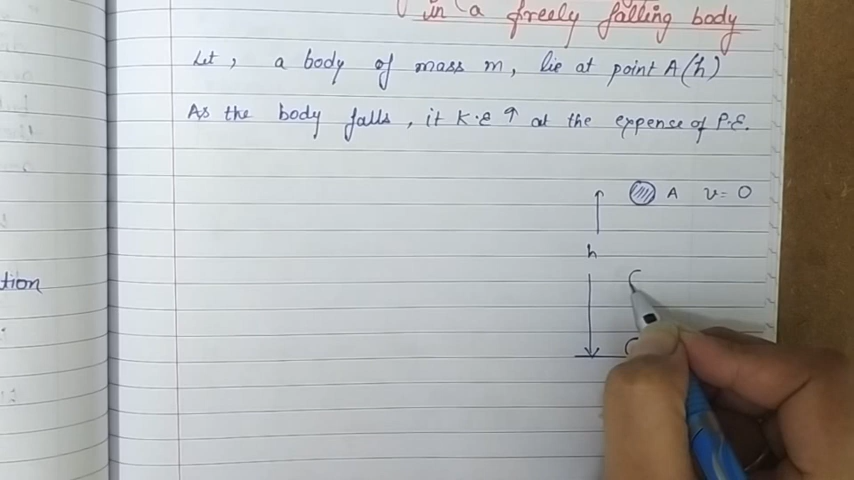 in a freely falling body
Let, a body of mass m, lie at point A(h)
As the body falls, it K.E ↑ at the expense of P.E.
A v = 0
h
tion